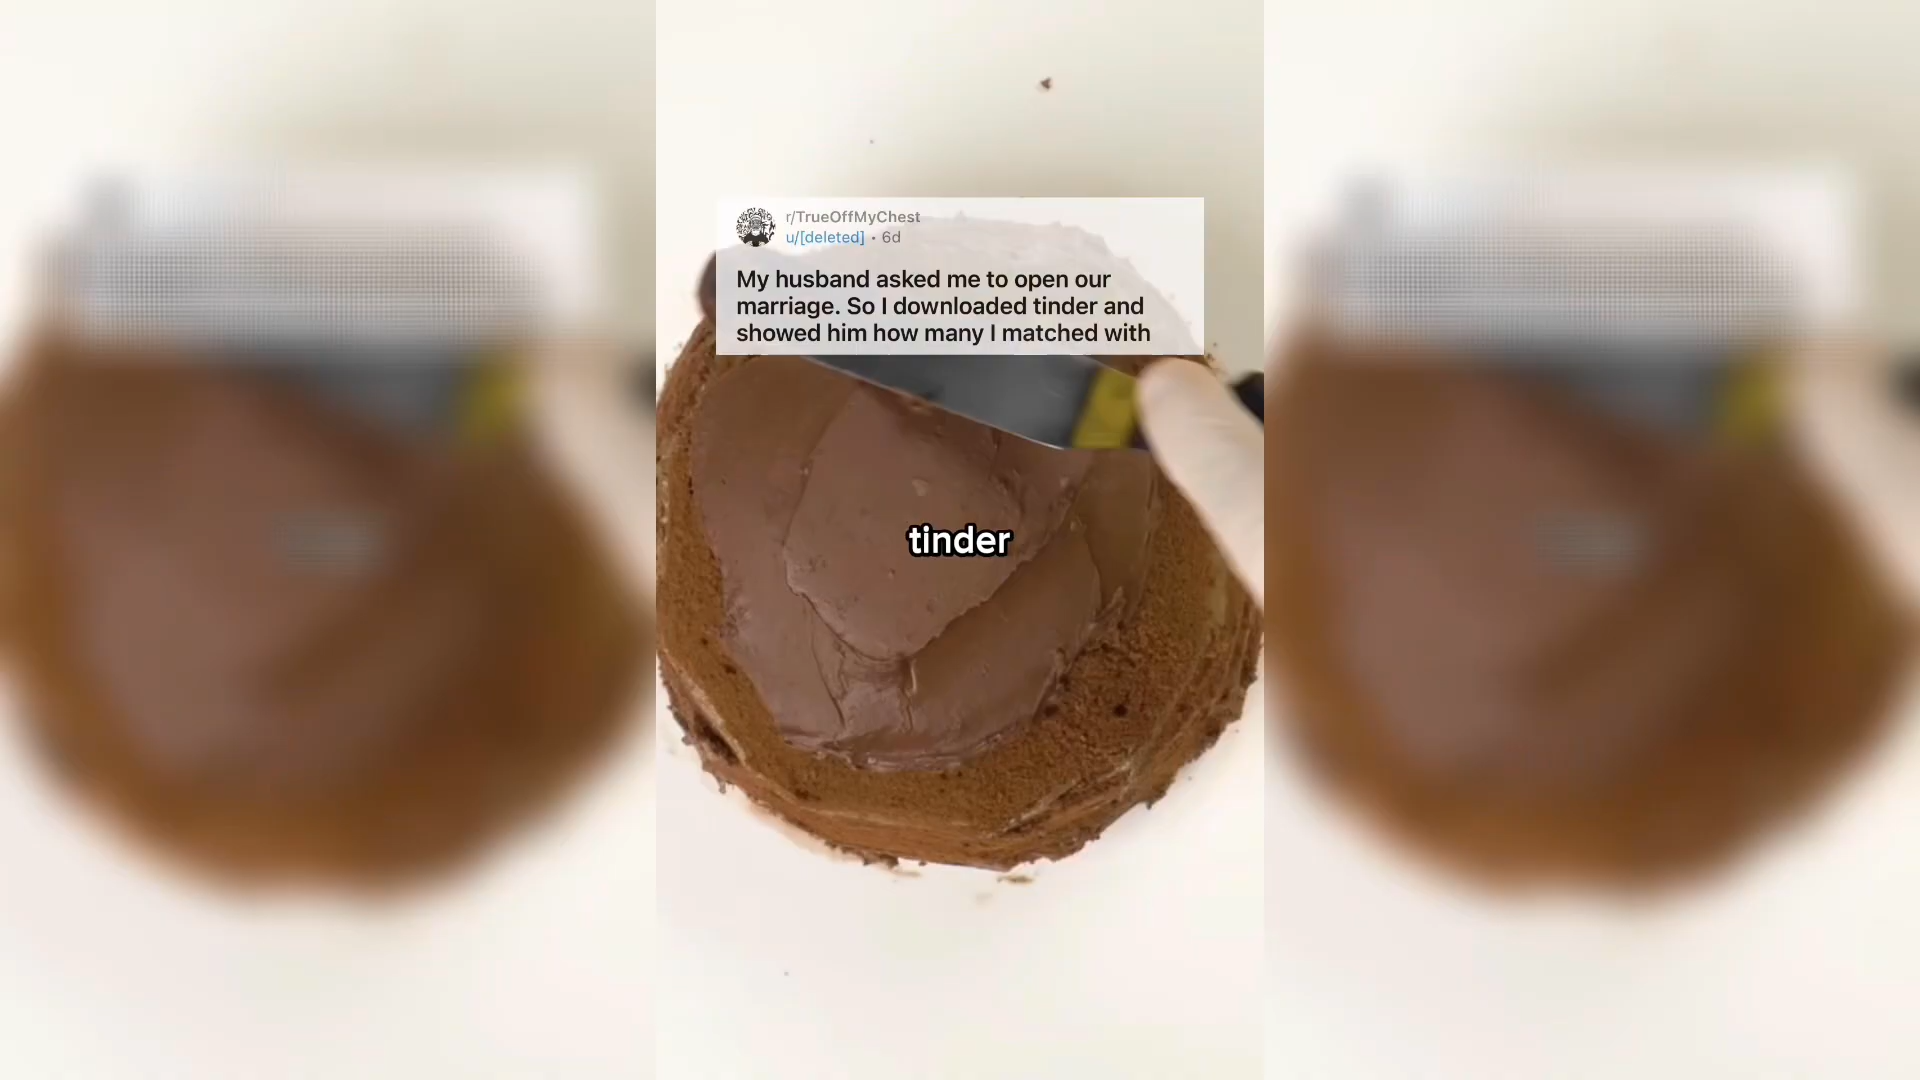 r/TrueOffMyChest
u/[deleted] • 6d
My husband asked me to open our
marriage. So I downloaded tinder and
showed him how many I matched with
tinder